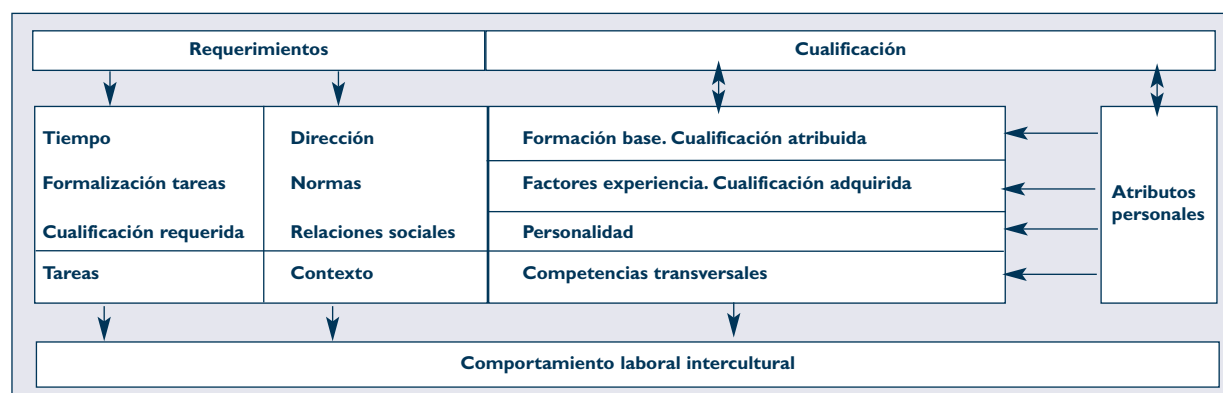 Requerimientos
Cualificación
Tiempo
Dirección
Formación base. Cualificación atribuida
Formalización tareas
Normas
Factores experiencia. Cualificación adquirida
Atributos
personales
Cualificación requerida
Relaciones sociales
Personalidad
Tareas
Contexto
Competencias transversales
Comportamiento laboral intercultural